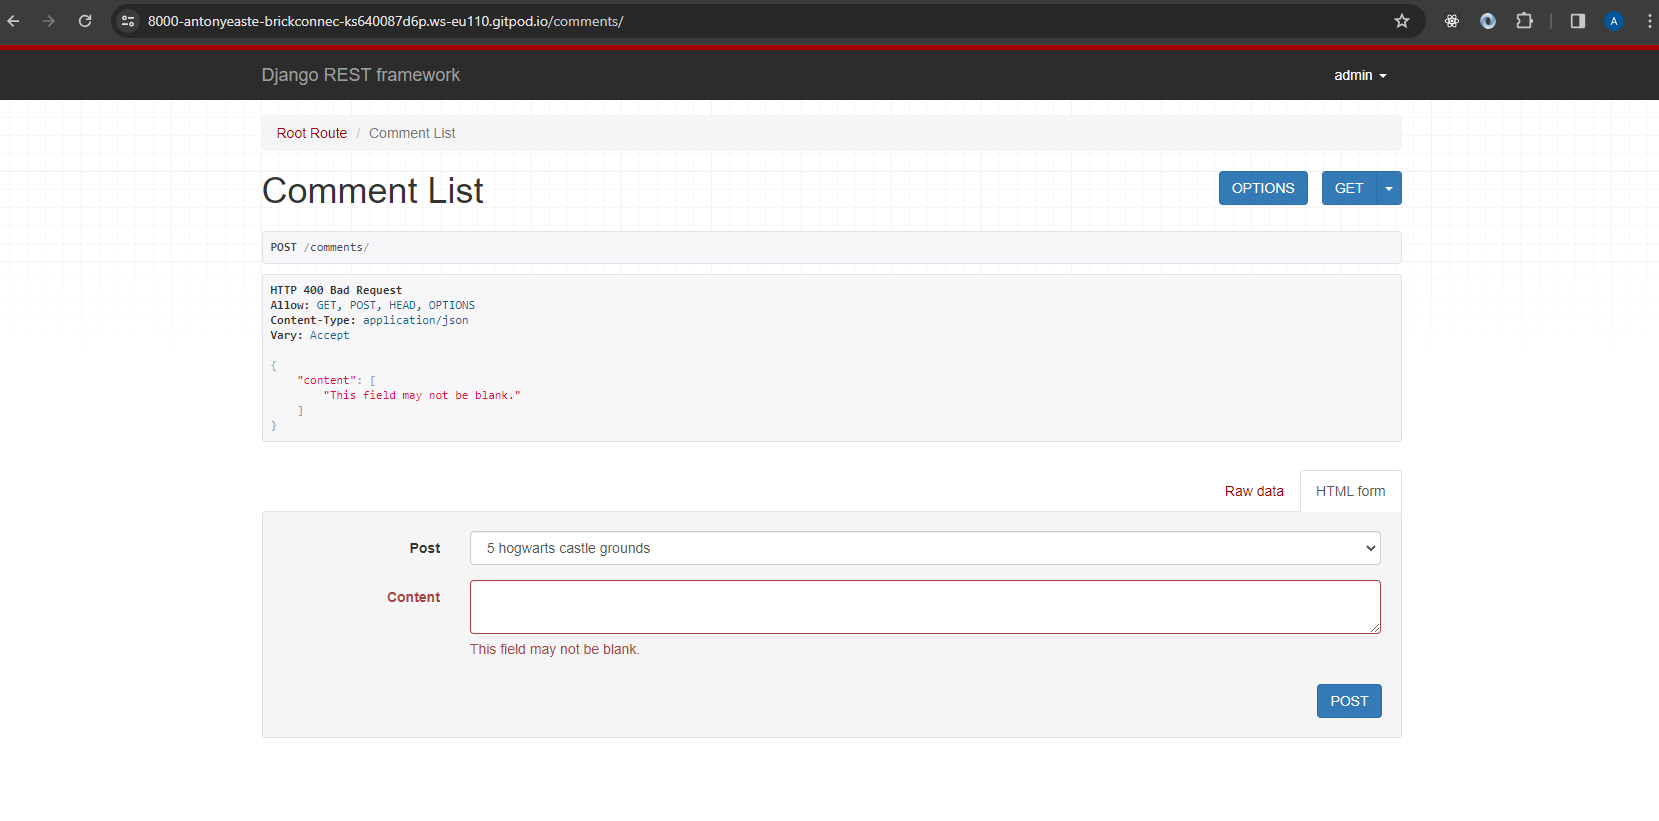 8000-antonyeaste-brickconnec-ks640087d6p.ws-eu110.gitpod.io/comments/
A
Django REST framework
admin
Root Route / Comment List
Comment List
OPTIONS
GET
POST /comments/
HTTP 400 Bad Request
Allow: GET, POST, HEAD, OPTIONS
Content-Type: application/json
Vary: Accept
{
"content": [
"This field may not be blank."
]
}
Raw data
HTML form
Post
5 hogwarts castle grounds
Content
This field may not be blank.
POST